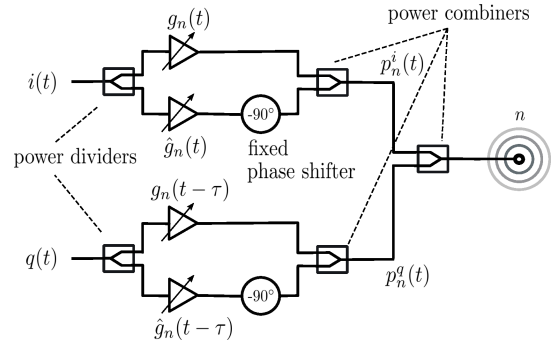 power combiners
g_n(t)
p_n^i(t)
i(t)
-90°
n
ĝ_n(t)
fixed
phase shifter
power dividers
g_n(t − τ)
q(t)
p_n^q(t)
-90°
ĝ_n(t − τ)